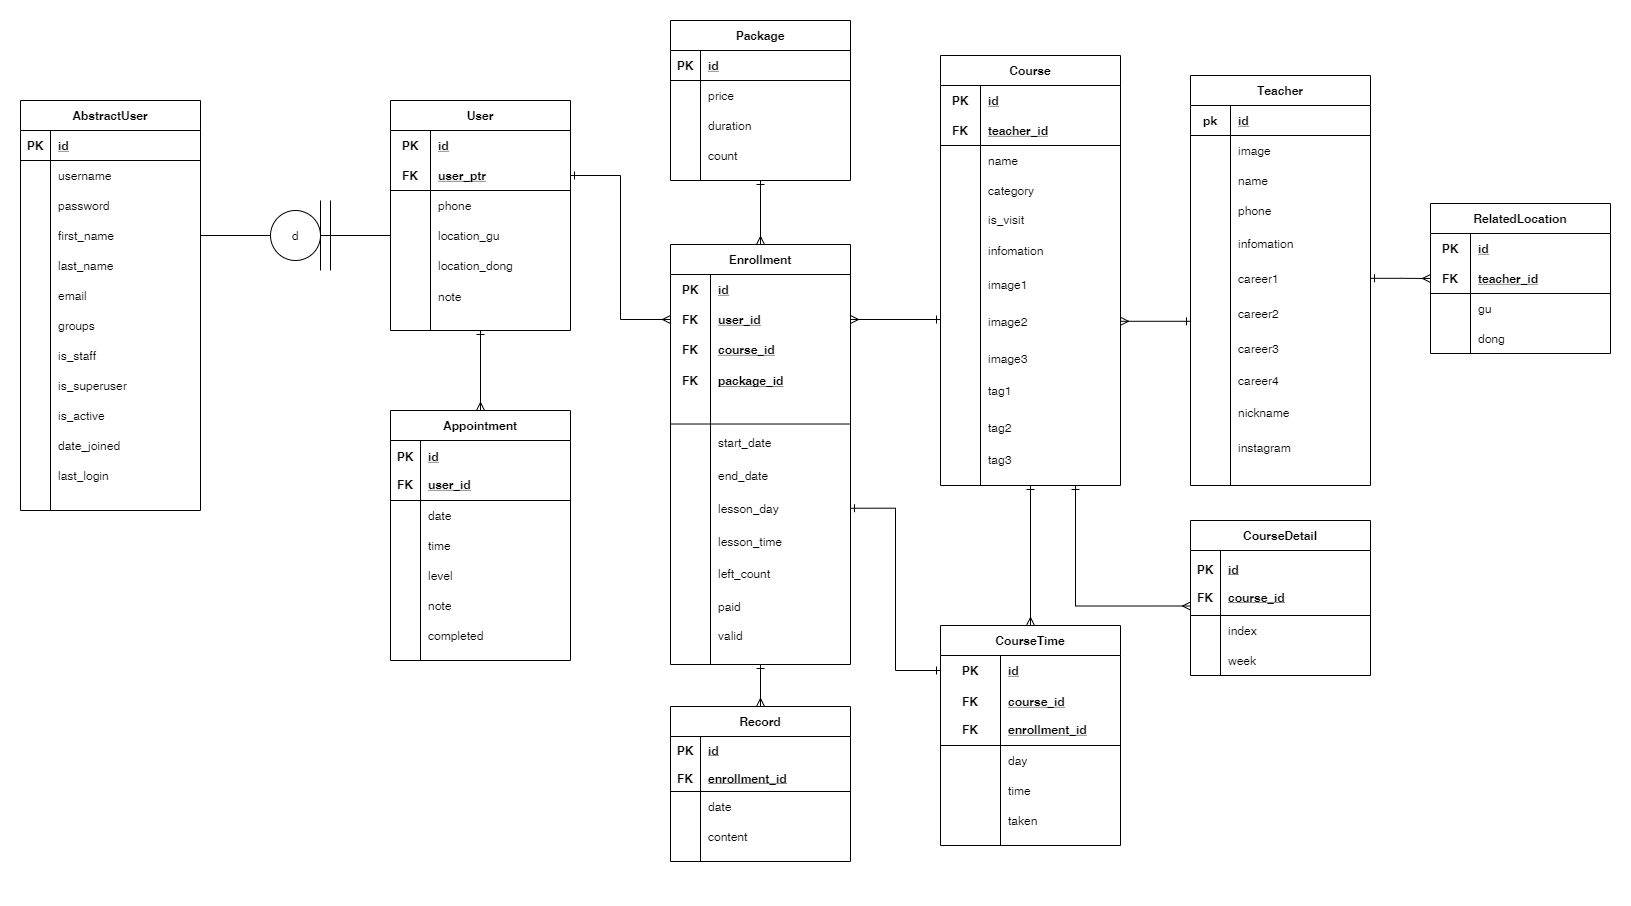 AbstractUser
PK id
username
password
first_name
last_name
email
groups
is_staff
is_superuser
is_active
date_joined
last_login
d
User
PK id
FK user_ptr
phone
location_gu
location_dong
note
Appointment
PK id
FK user_id
date
time
level
note
completed
Package
PK id
price
duration
count
Enrollment
PK id
FK user_id
FK course_id
FK package_id
start_date
end_date
lesson_day
lesson_time
left_count
paid
valid
Record
PK id
FK enrollment_id
date
content
Course
PK id
FK teacher_id
name
category
is_visit
infomation
image1
image2
image3
tag1
tag2
tag3
CourseTime
PK id
FK course_id
FK enrollment_id
day
time
taken
Teacher
pk id
image
name
phone
infomation
career1
career2
career3
career4
nickname
instagram
CourseDetail
PK id
FK course_id
index
week
RelatedLocation
PK id
FK teacher_id
gu
dong